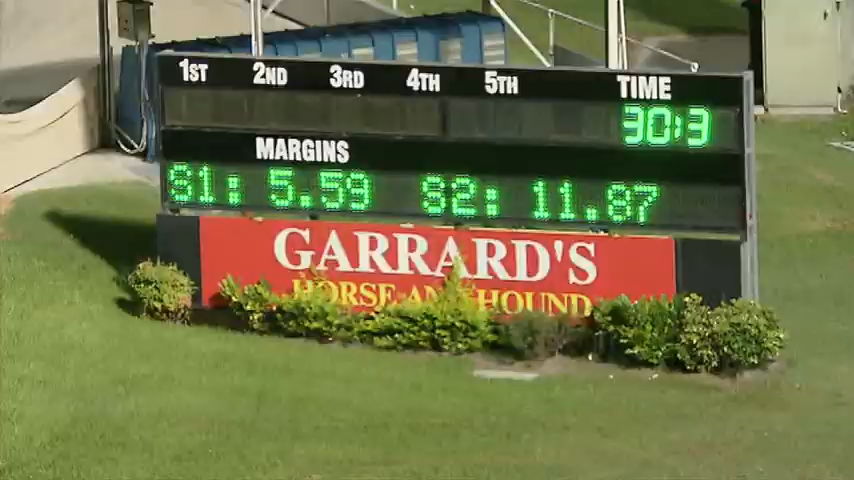 1ST 2ND 3RD 4TH 5TH TIME
30:3
MARGINS
S1: 5.59 S2: 11.87
GARRARD'S
HORSE AND HOUND